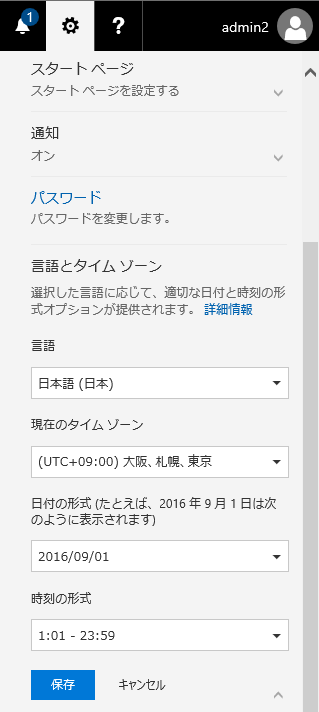 1
?
admin2
スタート ページ
スタート ページを設定する
通知
オン
パスワード
パスワードを変更します。
言語とタイム ゾーン
選択した言語に応じて、適切な日付と時刻の形
式オプションが提供されます。 詳細情報
言語
日本語 (日本)
現在のタイム ゾーン
(UTC+09:00) 大阪、札幌、東京
日付の形式 (たとえば、2016 年 9 月 1 日は次
のように表示されます)
2016/09/01
時刻の形式
1:01 - 23:59
保存
キャンセル